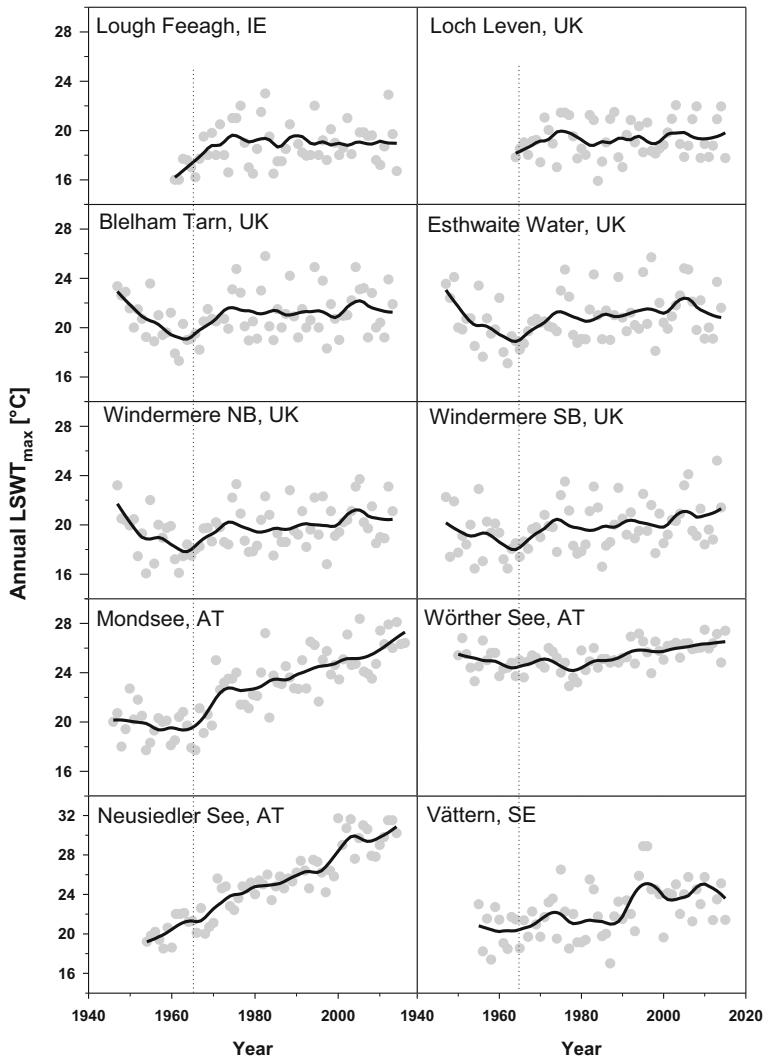 Lough Feeagh, IE
Loch Leven, UK
28
24
20
16
Blelham Tarn, UK
Esthwaite Water, UK
28
24
20
16
Windermere NB, UK
Windermere SB, UK
28
24
20
16
Annual LSWTmax [°C]
Mondsee, AT
Wörther See, AT
28
24
20
16
Neusiedler See, AT
Vättern, SE
32
28
24
20
16
1940 1960 1980 2000 1940 1960 1980 2000 2020
Year
Year